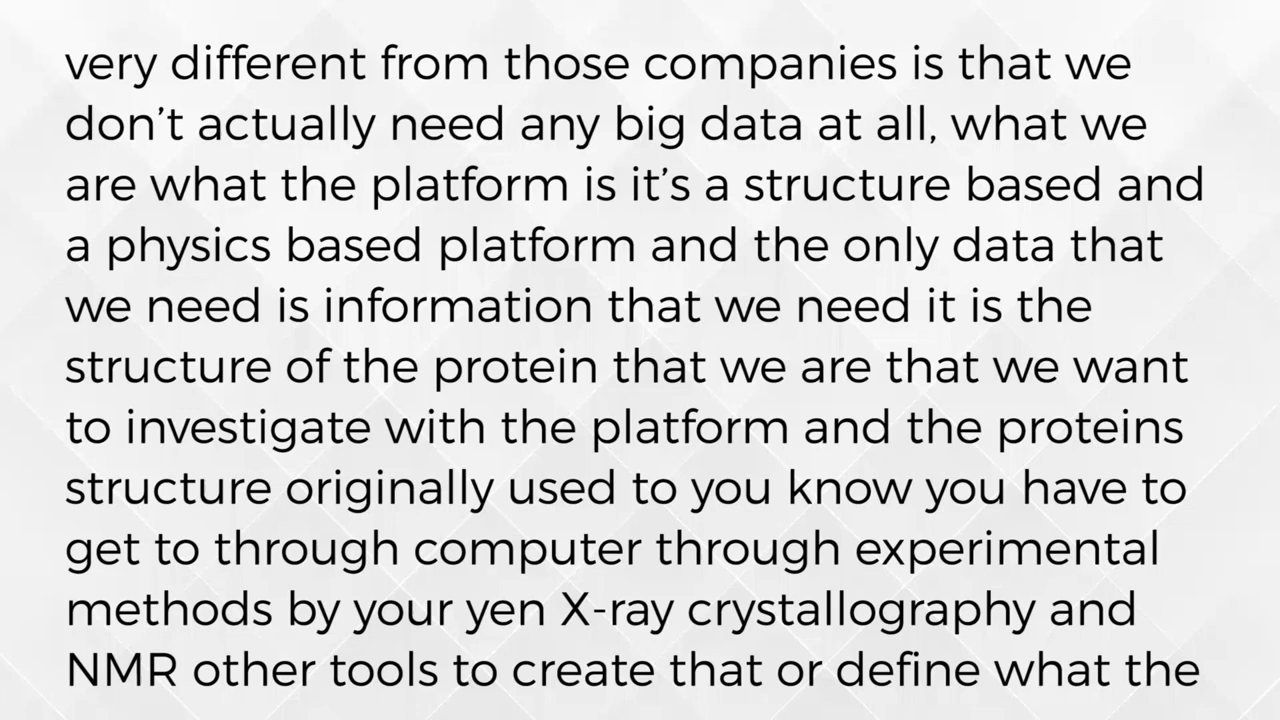 very different from those companies is that we
don’t actually need any big data at all, what we
are what the platform is it’s a structure based and
a physics based platform and the only data that
we need is information that we need it is the
structure of the protein that we are that we want
to investigate with the platform and the proteins
structure originally used to you know you have to
get to through computer through experimental
methods by your yen X-ray crystallography and
NMR other tools to create that or define what the